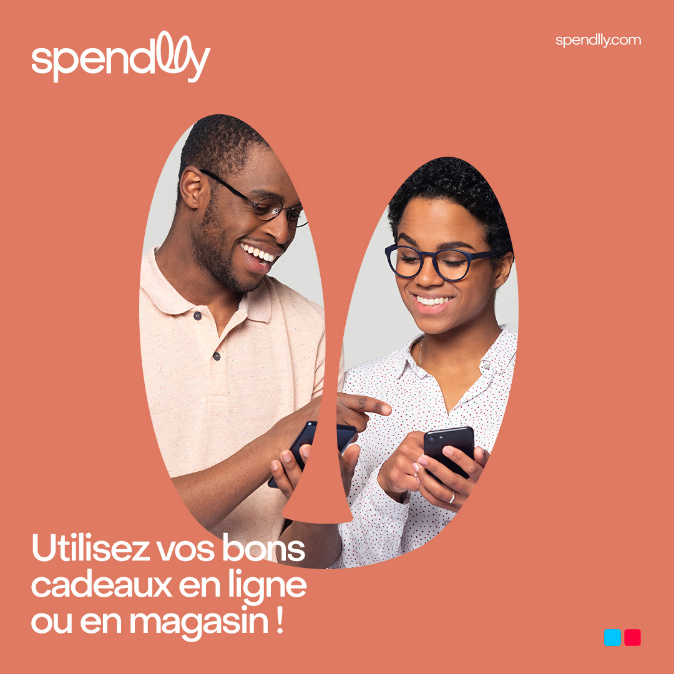 spendlly
spendlly.com
Utilisez vos bons
cadeaux en ligne
ou en magasin !